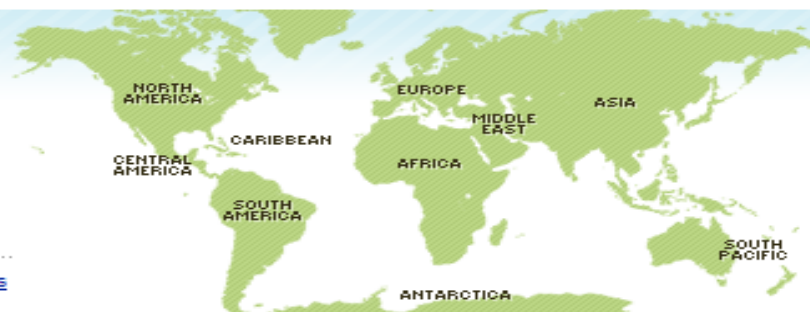 NORTH
AMERICA
EUROPE
ASIA
MIDDLE
EAST
CARIBBEAN
CENTRAL
AMERICA
AFRICA
SOUTH
AMERICA
SOUTH
PACIFIC
ANTARCTICA